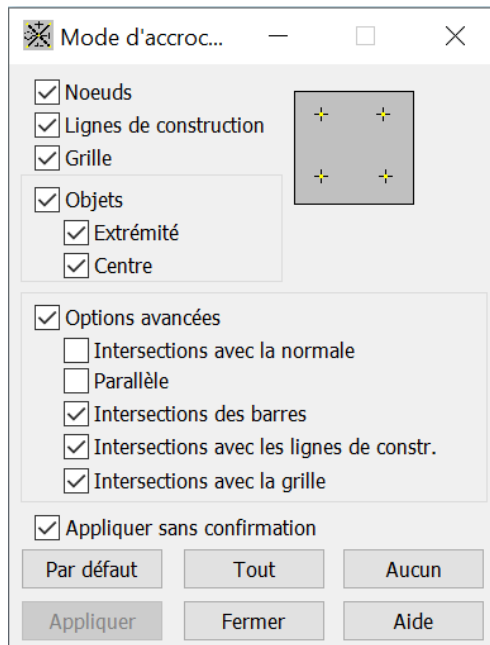 Mode d'accroc...
Noeuds
Lignes de construction
Grille
Objets
Extrémité
Centre
Options avancées
Intersections avec la normale
Parallèle
Intersections des barres
Intersections avec les lignes de constr.
Intersections avec la grille
Appliquer sans confirmation
Par défaut Tout Aucun
Appliquer Fermer Aide